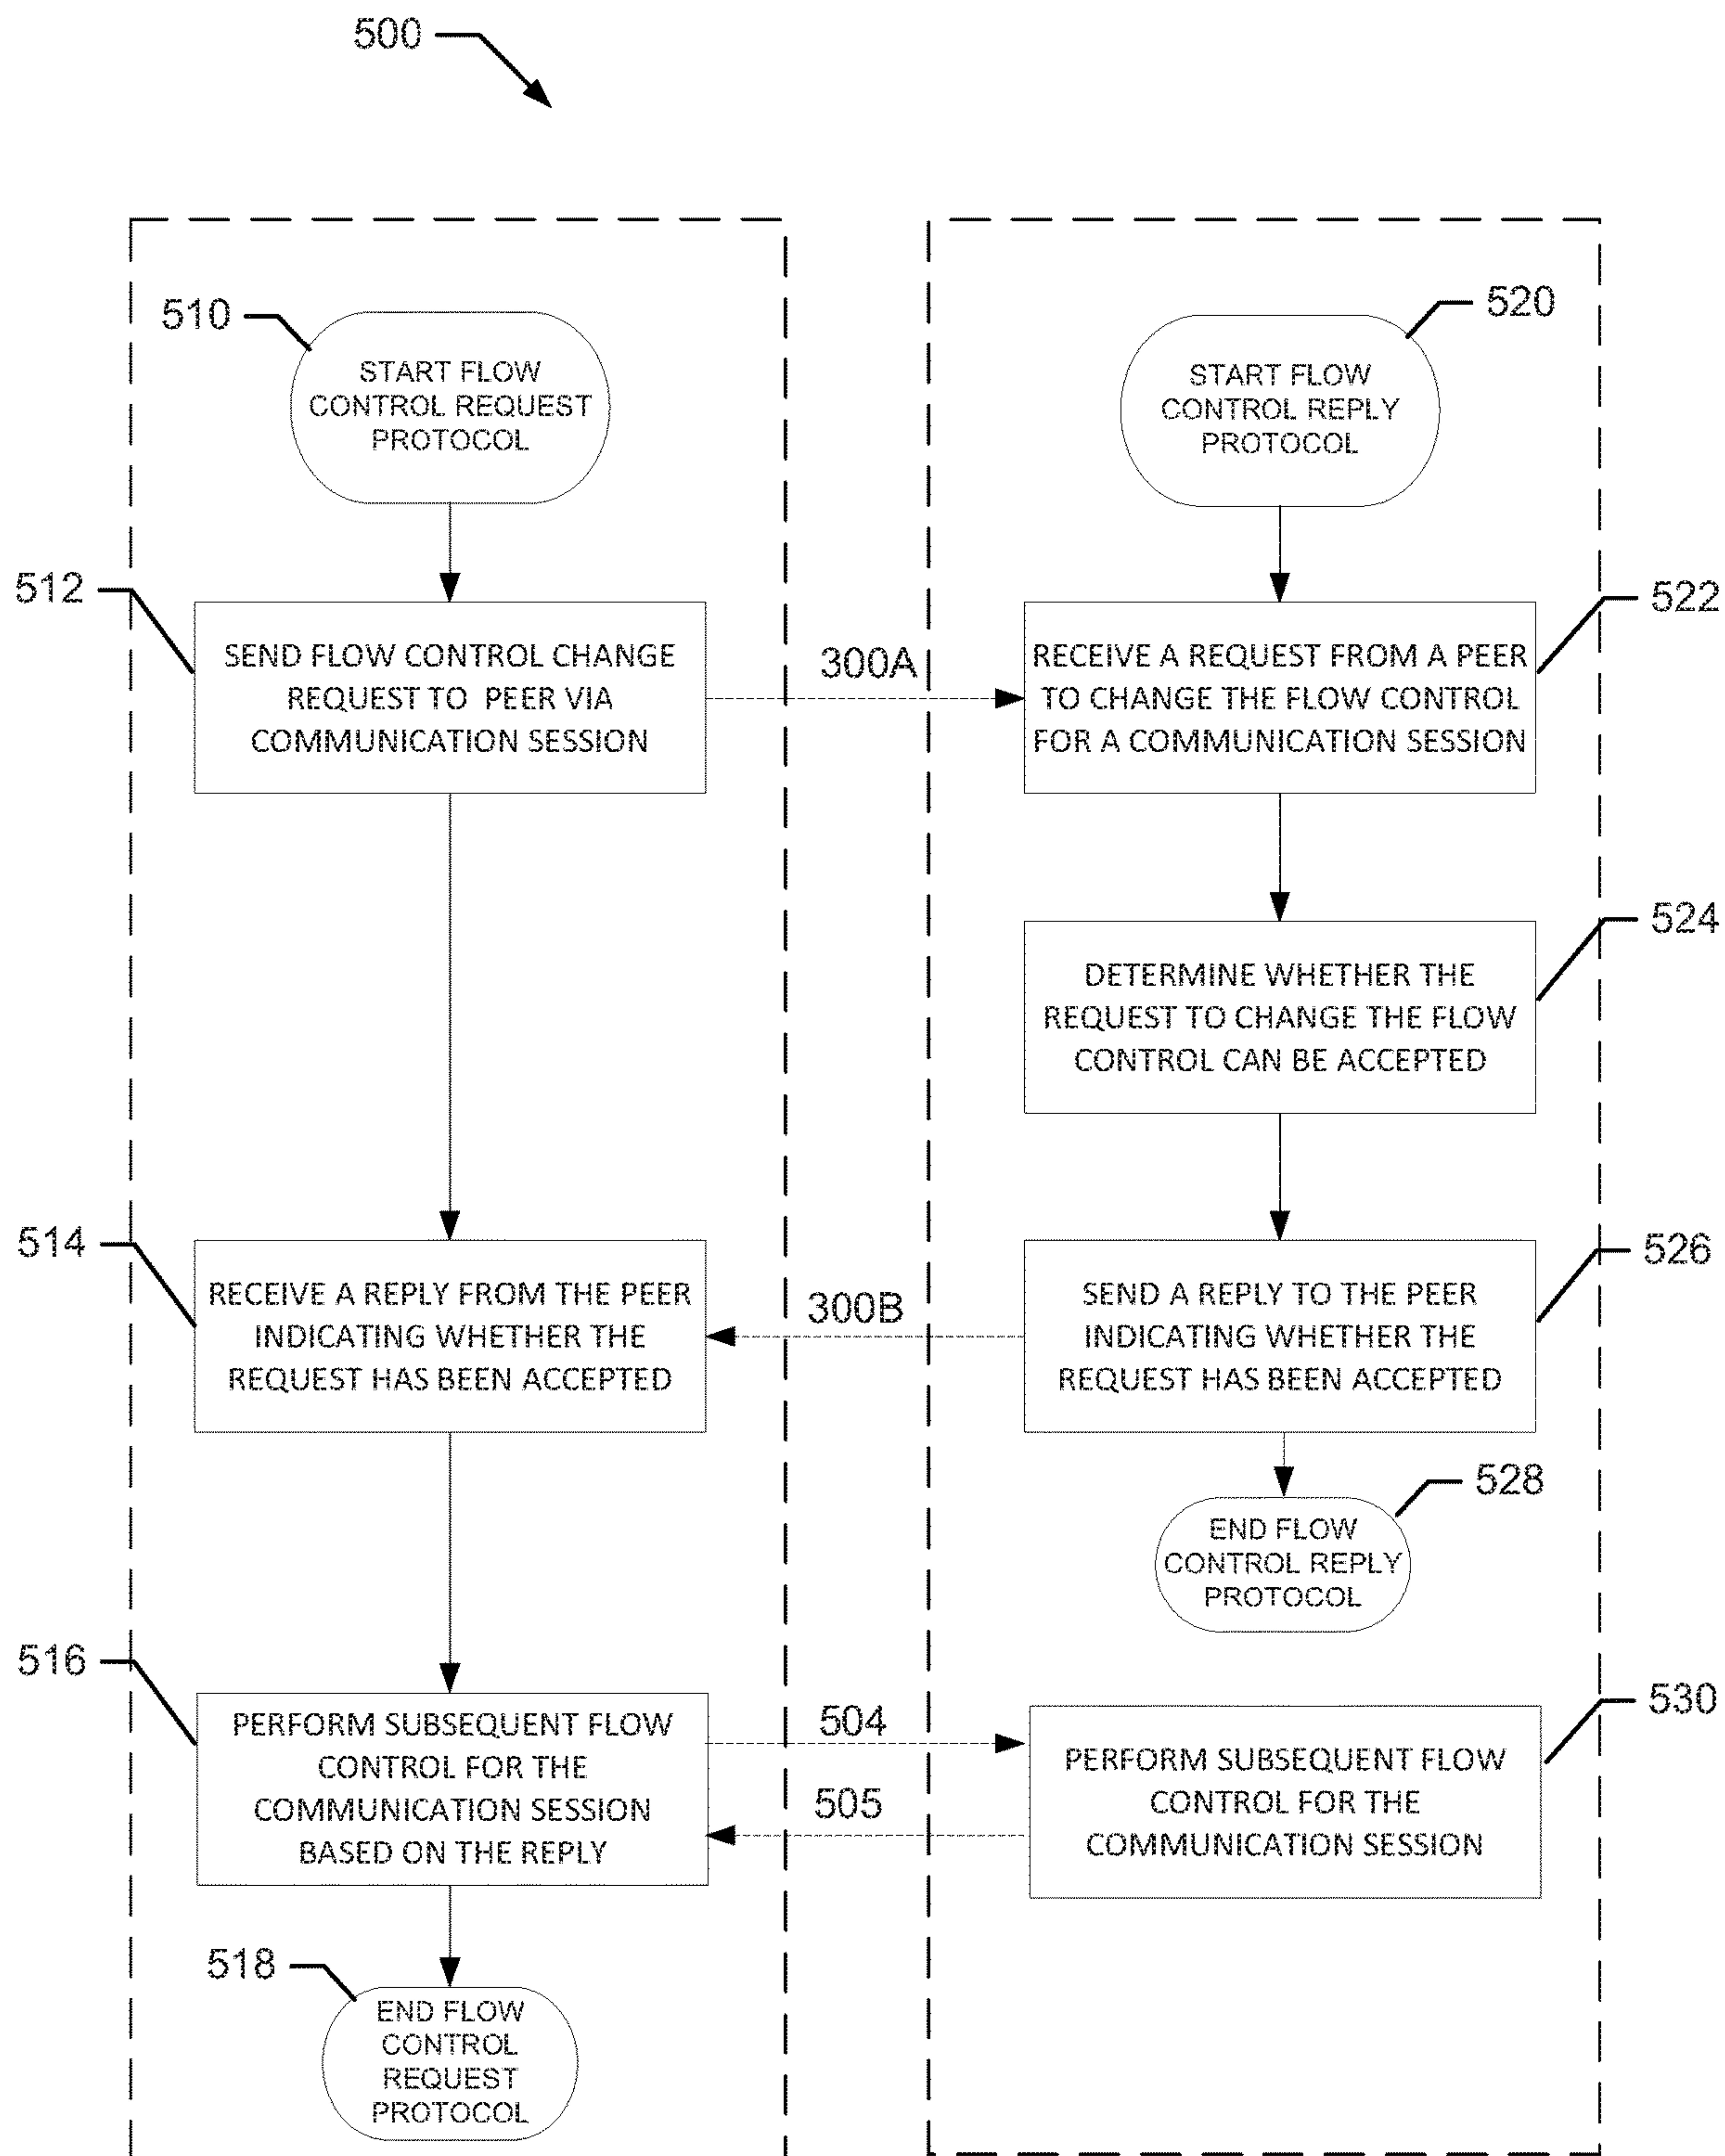 500
510
START FLOW
CONTROL REQUEST
PROTOCOL
520
START FLOW
CONTROL REPLY
PROTOCOL
512
SEND FLOW CONTROL CHANGE
REQUEST TO PEER VIA
COMMUNICATION SESSION
300A
522
RECEIVE A REQUEST FROM A PEER
TO CHANGE THE FLOW CONTROL
FOR A COMMUNICATION SESSION
524
DETERMINE WHETHER THE
REQUEST TO CHANGE THE FLOW
CONTROL CAN BE ACCEPTED
514
RECEIVE A REPLY FROM THE PEER
INDICATING WHETHER THE
REQUEST HAS BEEN ACCEPTED
300B
526
SEND A REPLY TO THE PEER
INDICATING WHETHER THE
REQUEST HAS BEEN ACCEPTED
528
END FLOW
CONTROL REPLY
PROTOCOL
516
PERFORM SUBSEQUENT FLOW
CONTROL FOR THE
COMMUNICATION SESSION
BASED ON THE REPLY
504
505
530
PERFORM SUBSEQUENT FLOW
CONTROL FOR THE
COMMUNICATION SESSION
518
END FLOW
CONTROL
REQUEST
PROTOCOL